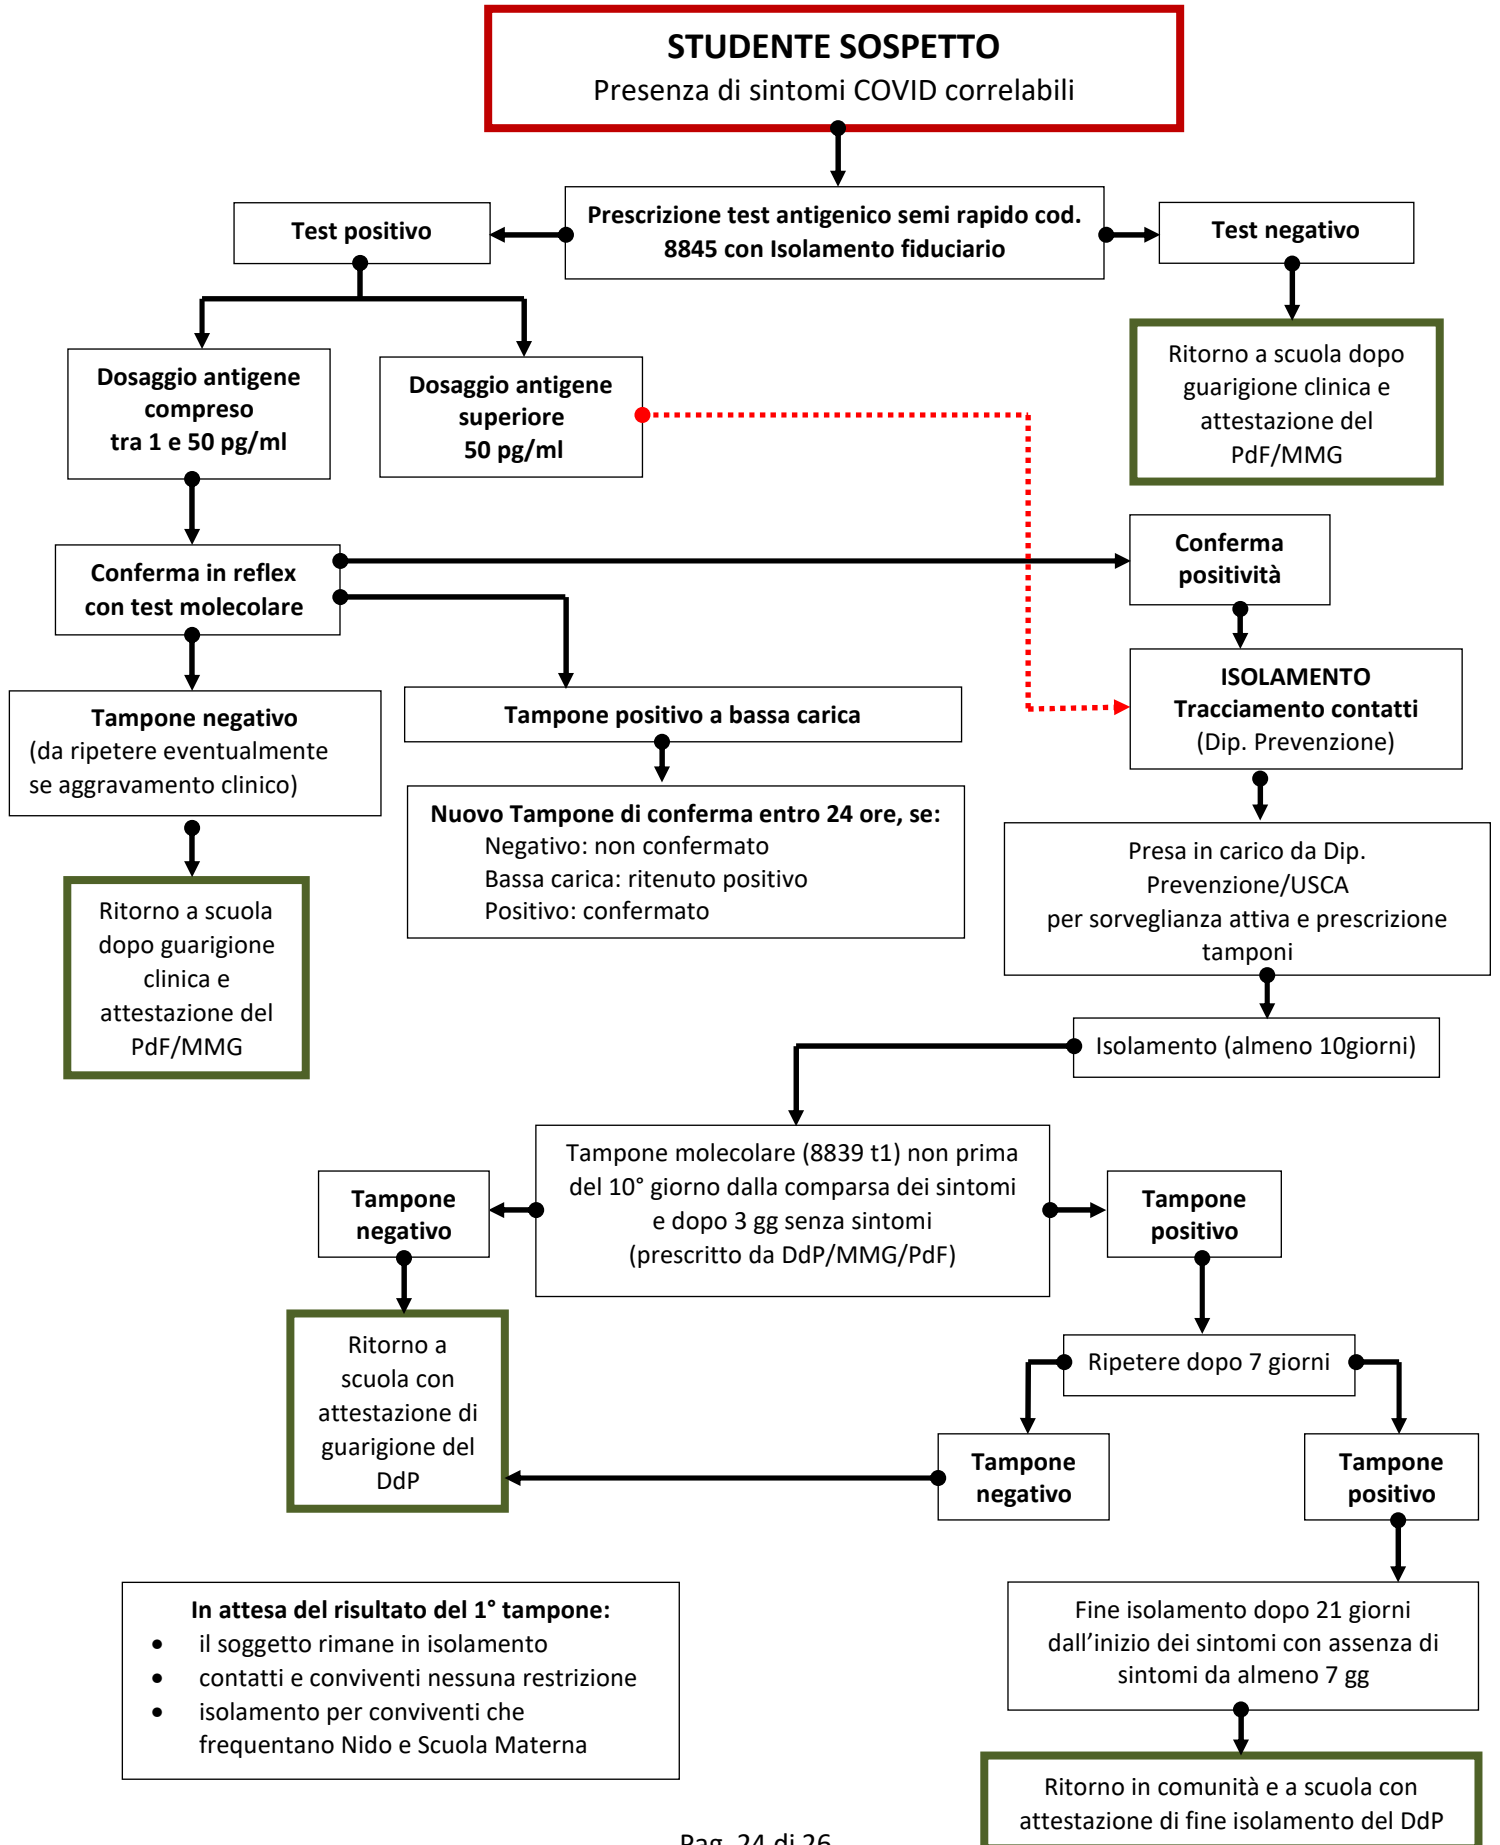 STUDENTE SOSPETTO
Presenza di sintomi COVID correlabili
Prescrizione test antigenico semi rapido cod.
8845 con Isolamento fiduciario
Test positivo
Test negativo
Ritorno a scuola dopo
guarigione clinica e
attestazione del
PdF/MMG
Dosaggio antigene
compreso
tra 1 e 50 pg/ml
Dosaggio antigene
superiore
50 pg/ml
Conferma in reflex
con test molecolare
Conferma
positività
Tampone negativo
(da ripetere eventualmente
se aggravamento clinico)
Tampone positivo a bassa carica
ISOLAMENTO
Tracciamento contatti
(Dip. Prevenzione)
Nuovo Tampone di conferma entro 24 ore, se:
Negativo: non confermato
Bassa carica: ritenuto positivo
Positivo: confermato
Ritorno a scuola
dopo guarigione
clinica e
attestazione del
PdF/MMG
Presa in carico da Dip.
Prevenzione/USCA
per sorveglianza attiva e prescrizione
tamponi
Isolamento (almeno 10giorni)
Tampone molecolare (8839 t1) non prima
del 10° giorno dalla comparsa dei sintomi
e dopo 3 gg senza sintomi
(prescritto da DdP/MMG/PdF)
Tampone
negativo
Tampone
positivo
Ritorno a
scuola con
attestazione di
guarigione del
DdP
Ripetere dopo 7 giorni
Tampone
negativo
Tampone
positivo
In attesa del risultato del 1° tampone:
• il soggetto rimane in isolamento
• contatti e conviventi nessuna restrizione
• isolamento per conviventi che
frequentano Nido e Scuola Materna
Fine isolamento dopo 21 giorni
dall'inizio dei sintomi con assenza di
sintomi da almeno 7 gg
Ritorno in comunità e a scuola con
attestazione di fine isolamento del DdP
Pag. 24 di 26